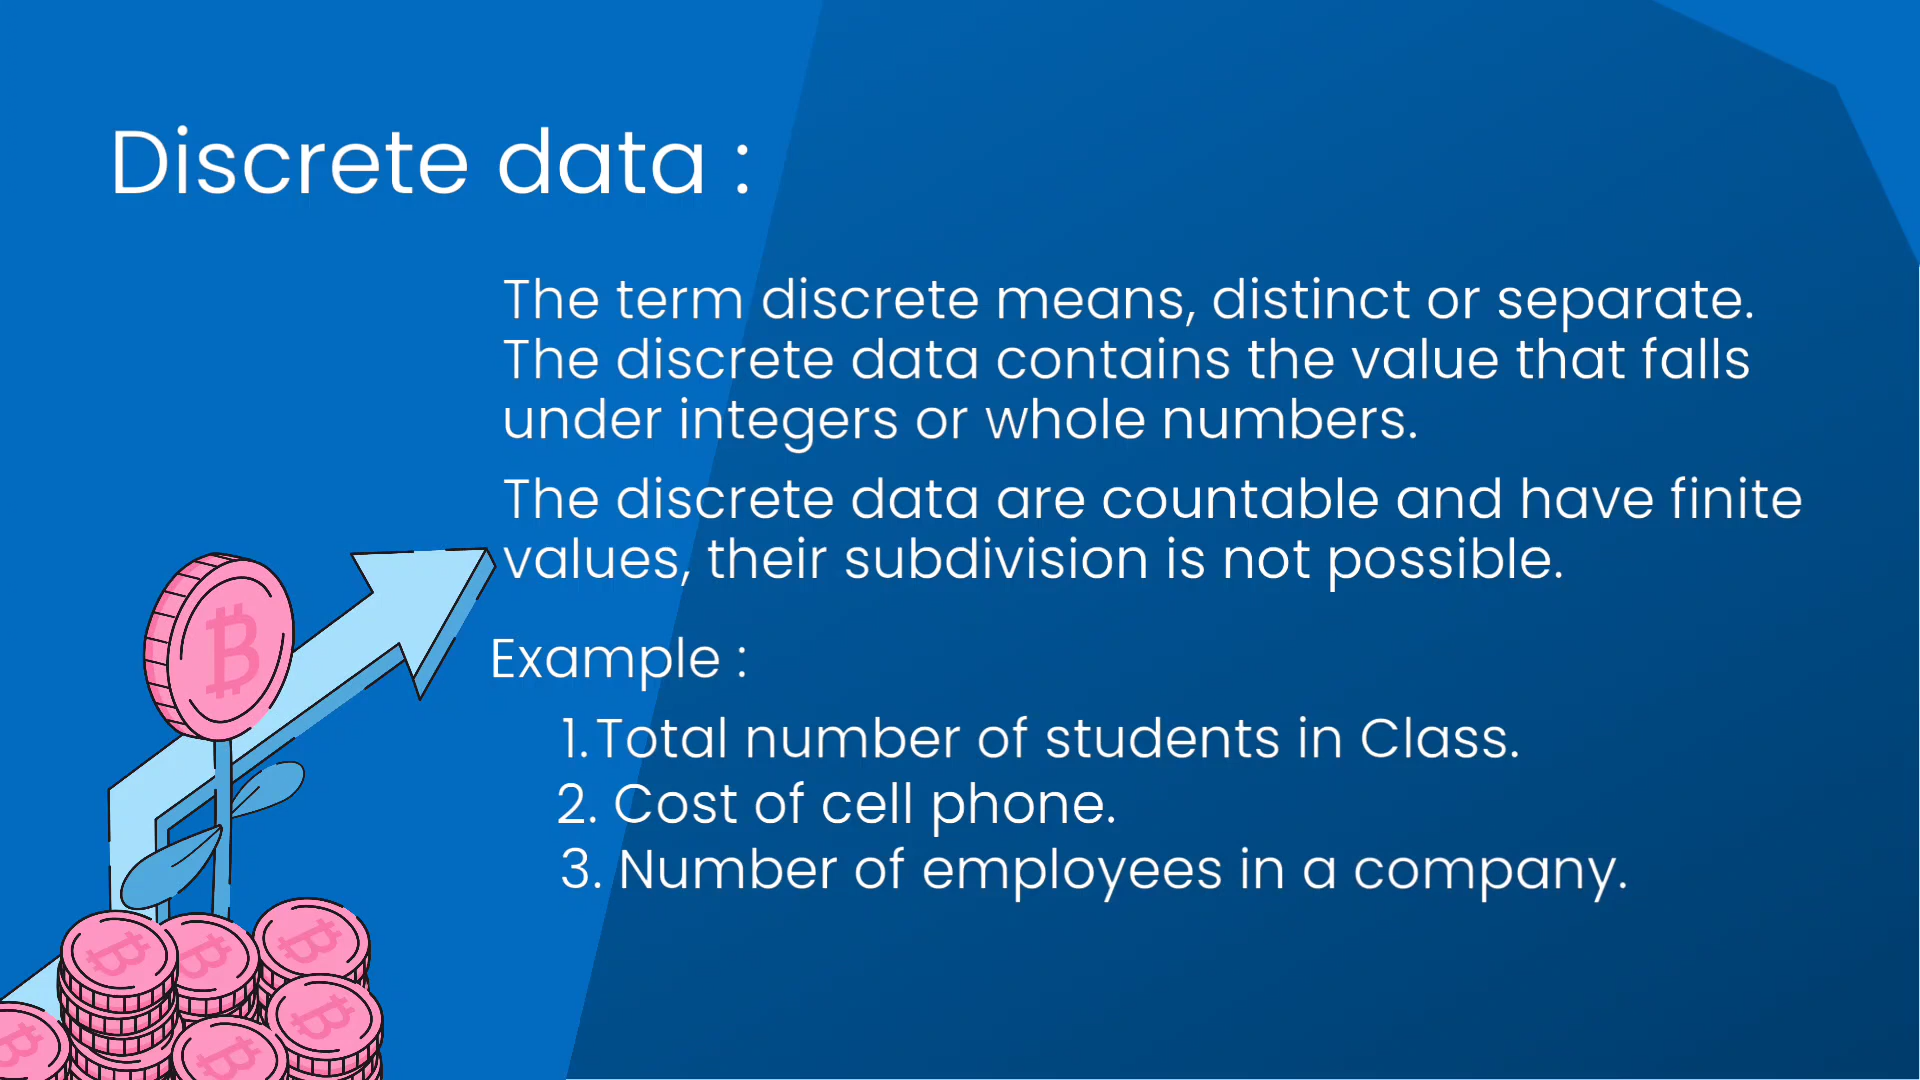 Discrete data :
The term discrete means, distinct or separate.
The discrete data contains the value that falls
under integers or whole numbers.
The discrete data are countable and have finite
values, their subdivision is not possible.
Example :
1. Total number of students in Class.
2. Cost of cell phone.
3. Number of employees in a company.